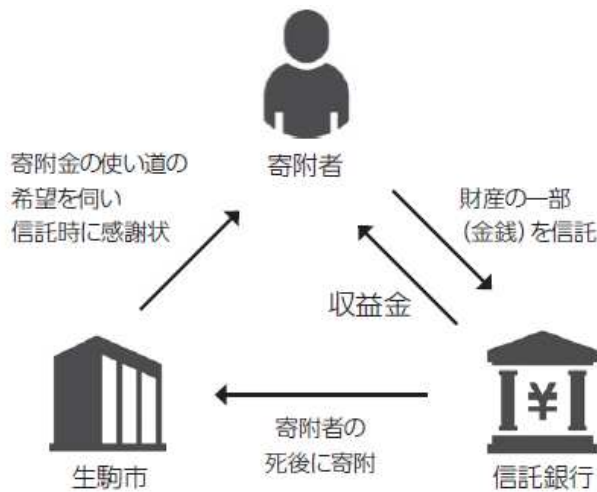 寄附者
寄附金の使い道の
希望を伺い
信託時に感謝状
財産の一部
(金銭)を信託
収益金
¥
寄附者の
死後に寄附
生駒市
信託銀行